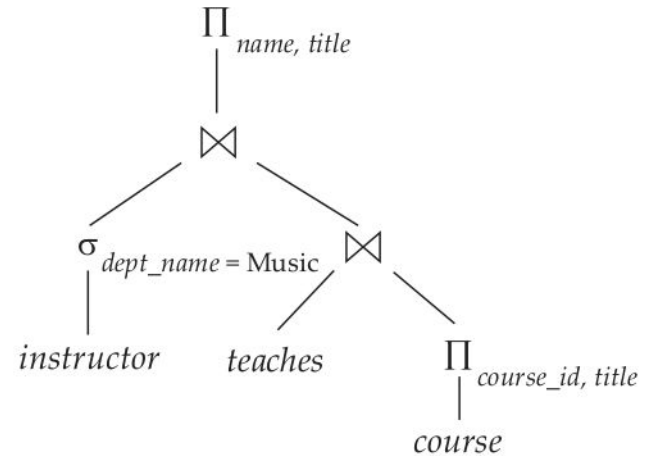 Π name, title
⋈
σ dept_name = Music ⋈
instructor teaches Π course_id, title
course